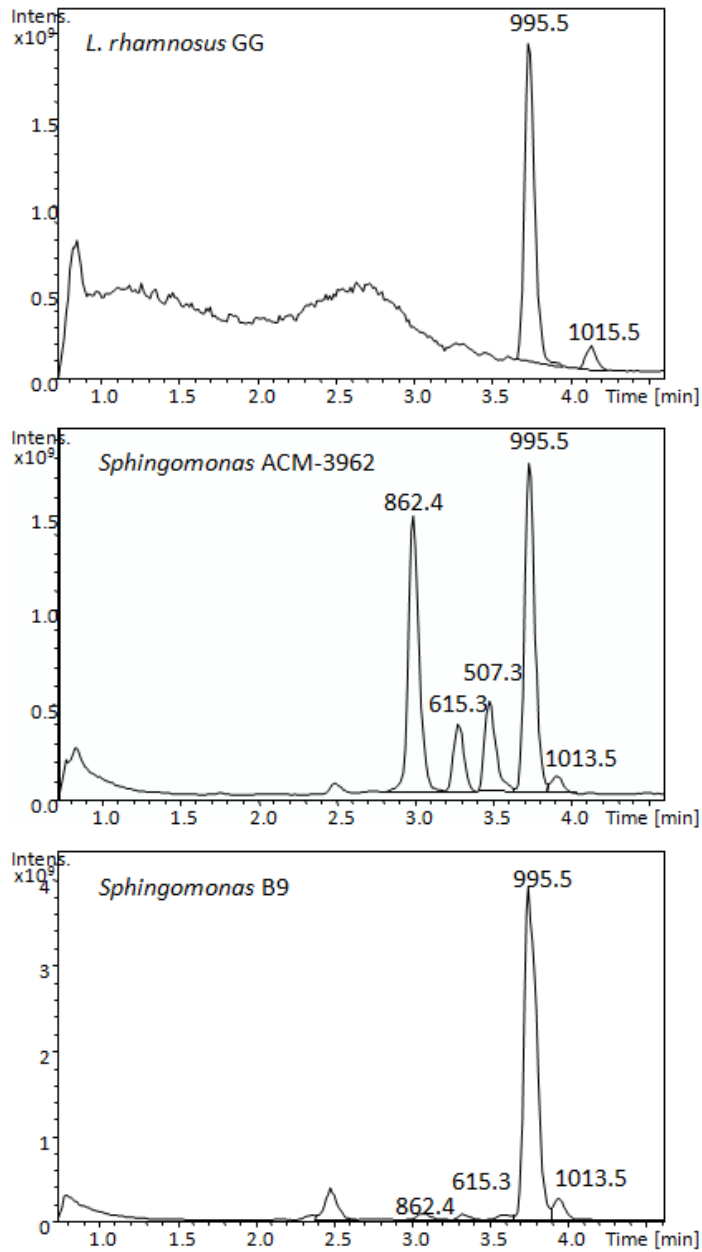 Intens.
x10⁹
L. rhamnosus GG
995.5
1.5
1.0
0.5
1015.5
0.0
1.0 1.5 2.0 2.5 3.0 3.5 4.0 Time [min]
Intens.
x10⁹
Sphingomonas ACM-3962
995.5
862.4
1.5
1.0
507.3
615.3
0.5
1013.5
0.0
1.0 1.5 2.0 2.5 3.0 3.5 4.0 Time [min]
Intens.
x10⁹
Sphingomonas B9
995.5
4
3
2
1
615.3
1013.5
862.4
0
1.0 1.5 2.0 2.5 3.0 3.5 4.0 Time [min]